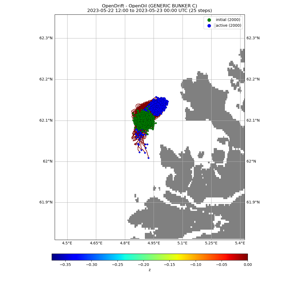 OpenDrift - OpenOil (GENERIC BUNKER C)
2023-05-22 12:00 to 2023-05-23 00:00 UTC (25 steps)
initial (2000)
active (2000)
62.3°N 62.3°N
62.2°N 62.2°N
62.1°N 62.1°N
62°N 62°N
61.9°N 61.9°N
4.5°E 4.65°E 4.8°E 4.95°E 5.1°E 5.25°E 5.4°E
−0.35 −0.30 −0.25 −0.20 −0.15 −0.10 −0.05 0.00